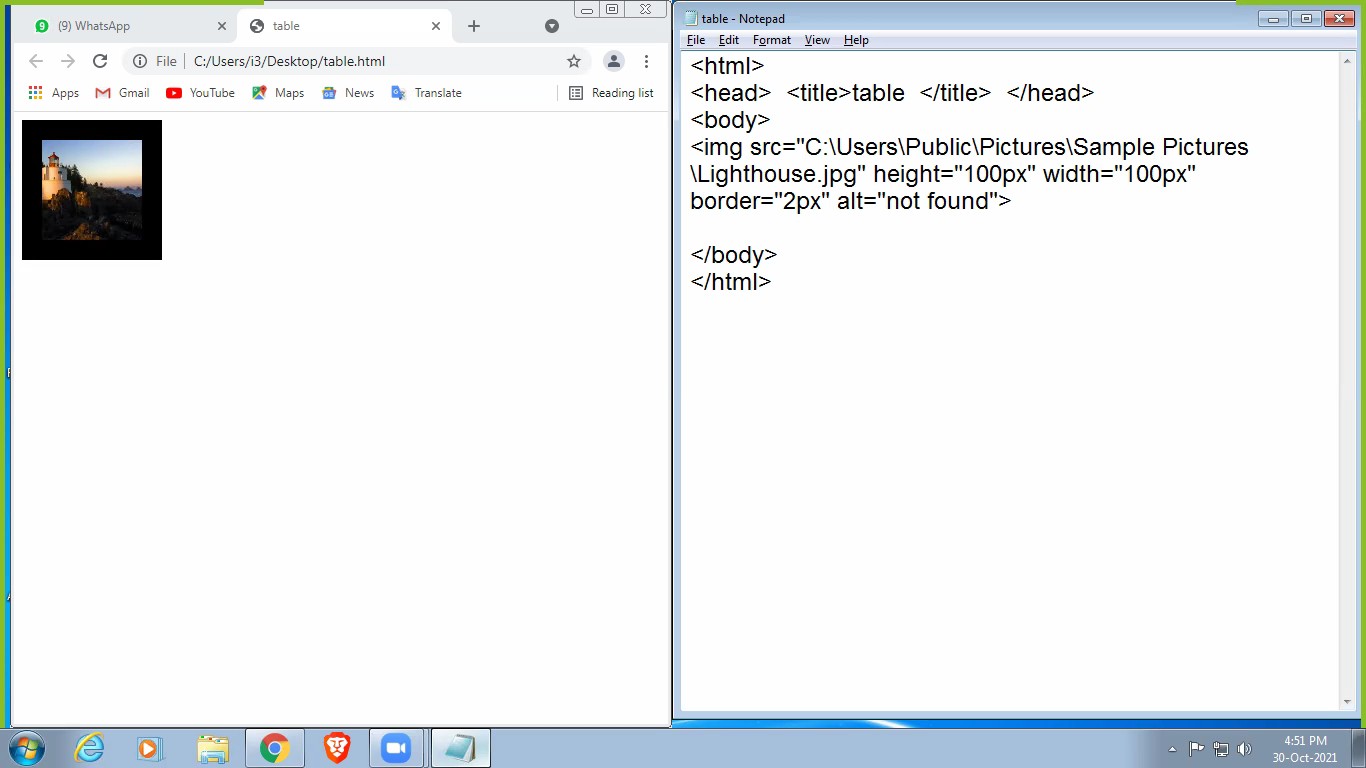 (9) WhatsApp
table
File C:/Users/i3/Desktop/table.html
Apps Gmail YouTube Maps News Translate Reading list
table - Notepad
File Edit Format View Help
<html>
<head> <title>table </title> </head>
<body>
<img src="C:\Users\Public\Pictures\Sample Pictures
\Lighthouse.jpg" height="100px" width="100px"
border="2px" alt="not found">
</body>
</html>
4:51 PM
30-Oct-2021